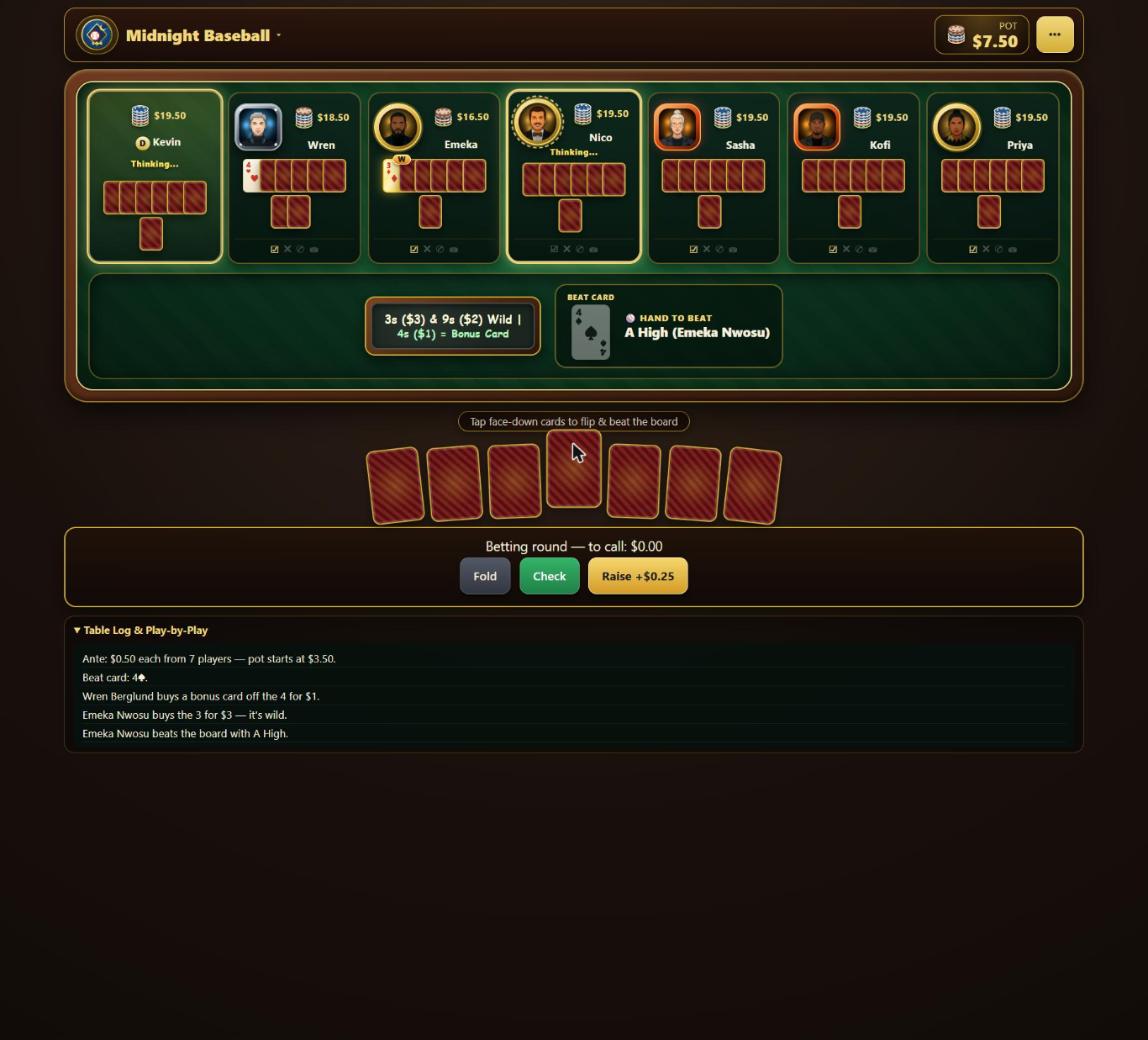 Midnight Baseball
POT
$7.50
$19.50
D Kevin
Thinking...
$18.50
Wren
4
$16.50
Emeka
W
3
$19.50
Nico
Thinking...
$19.50
Sasha
$19.50
Kofi
$19.50
Priya
3s ($3) & 9s ($2) Wild |
4s ($1) = Bonus Card
BEAT CARD
4
4
HAND TO BEAT
A High (Emeka Nwosu)
Tap face-down cards to flip & beat the board
Betting round — to call: $0.00
Fold
Check
Raise +$0.25
▼ Table Log & Play-by-Play
Ante: $0.50 each from 7 players — pot starts at $3.50.
Beat card: 4♠.
Wren Berglund buys a bonus card off the 4 for $1.
Emeka Nwosu buys the 3 for $3 — it's wild.
Emeka Nwosu beats the board with A High.